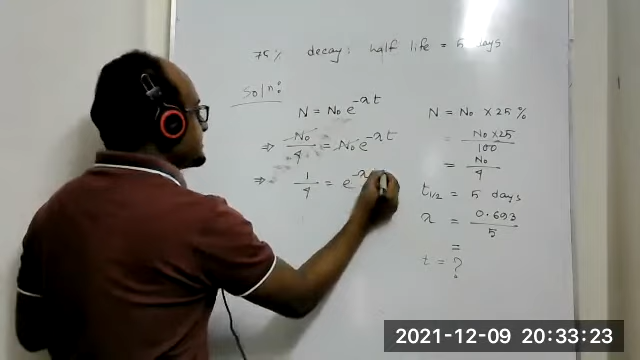 75% decay; half life = 5 days
Soln:
N = N₀ e^-λt
⇒ N₀/4 = N₀ e^-λt
⇒ 1/4 = e^-λ
N = N₀ × 25 %
= N₀ × 25/100
= N₀/4
t₁/₂ = 5 days
λ = 0.693/5
=
t = ?
2021-12-09 20:33:23